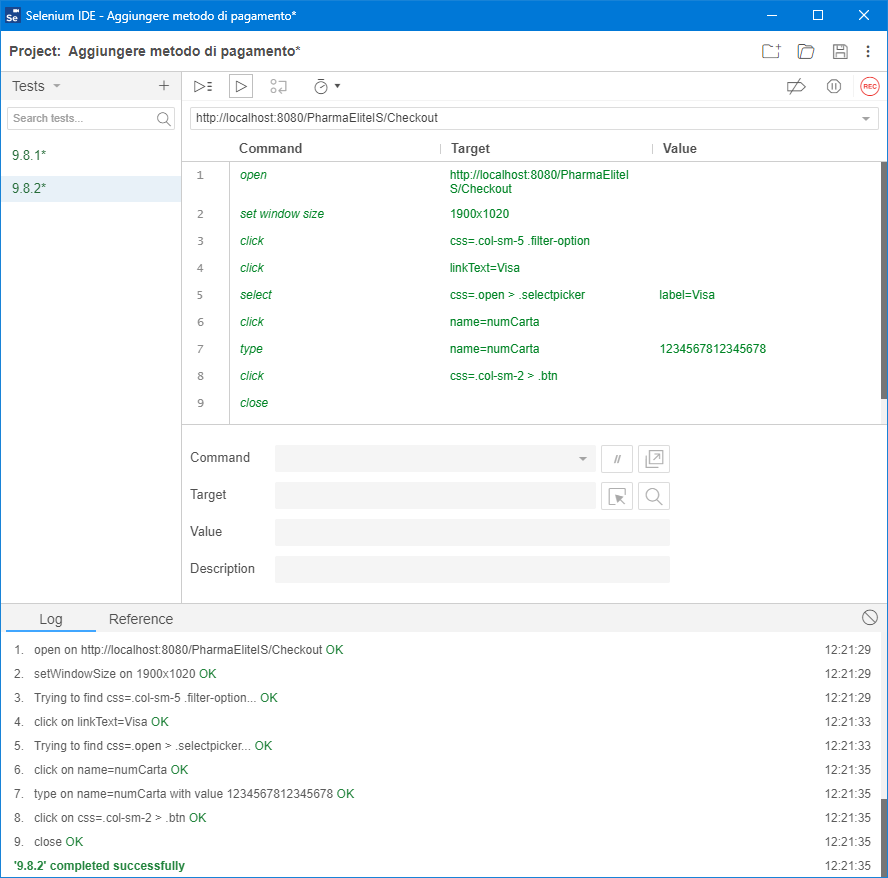 Se Selenium IDE - Aggiungere metodo di pagamento*
Project: Aggiungere metodo di pagamento*
Tests
REC
Search tests...
http://localhost:8080/PharmaEliteIS/Checkout
Command Target Value
9.8.1*
9.8.2*
1 open http://localhost:8080/PharmaEliteI
S/Checkout
2 set window size 1900x1020
3 click css=.col-sm-5 .filter-option
4 click linkText=Visa
5 select css=.open > .selectpicker label=Visa
6 click name=numCarta
7 type name=numCarta 1234567812345678
8 click css=.col-sm-2 > .btn
9 close
Command //
Target
Value
Description
Log Reference
1. open on http://localhost:8080/PharmaEliteIS/Checkout OK 12:21:29
2. setWindowSize on 1900x1020 OK 12:21:29
3. Trying to find css=.col-sm-5 .filter-option... OK 12:21:29
4. click on linkText=Visa OK 12:21:33
5. Trying to find css=.open > .selectpicker... OK 12:21:33
6. click on name=numCarta OK 12:21:35
7. type on name=numCarta with value 1234567812345678 OK 12:21:35
8. click on css=.col-sm-2 > .btn OK 12:21:35
9. close OK 12:21:35
'9.8.2' completed successfully 12:21:35